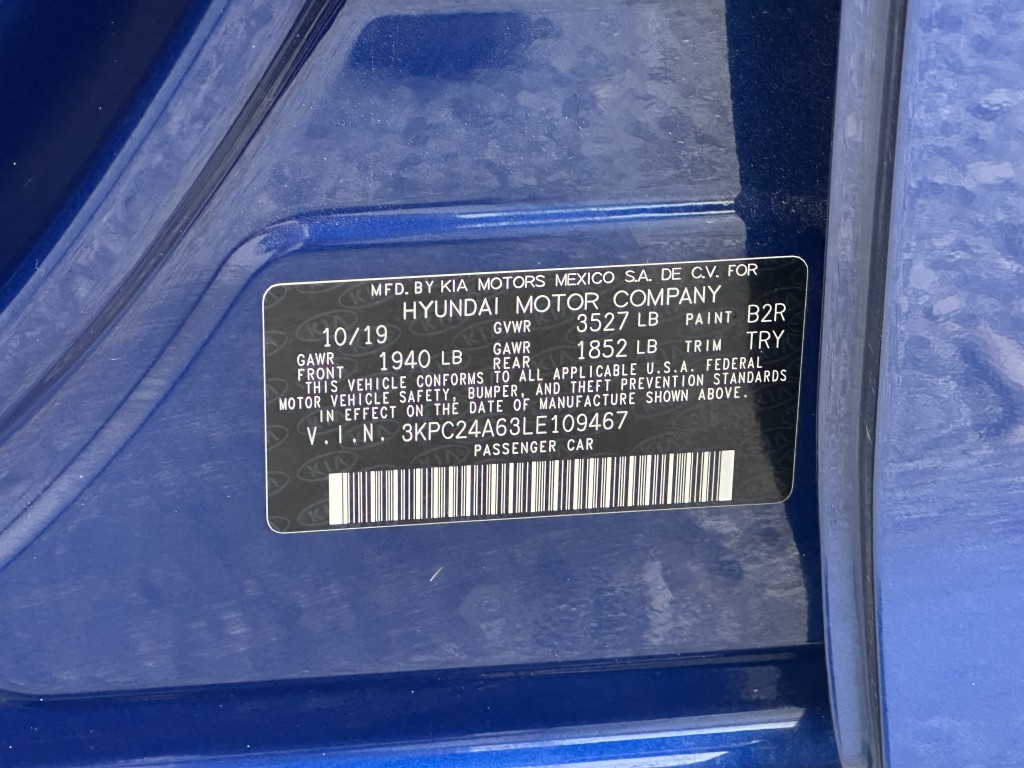 MFD. BY KIA MOTORS MEXICO S.A. DE C.V. FOR
HYUNDAI MOTOR COMPANY
10/19 GVWR 3527 LB PAINT B2R
GAWR FRONT 1940 LB GAWR REAR 1852 LB TRIM TRY
THIS VEHICLE CONFORMS TO ALL APPLICABLE U.S.A. FEDERAL
MOTOR VEHICLE SAFETY, BUMPER, AND THEFT PREVENTION STANDARDS
IN EFFECT ON THE DATE OF MANUFACTURE SHOWN ABOVE.
V.I.N. 3KPC24A63LE109467
PASSENGER CAR